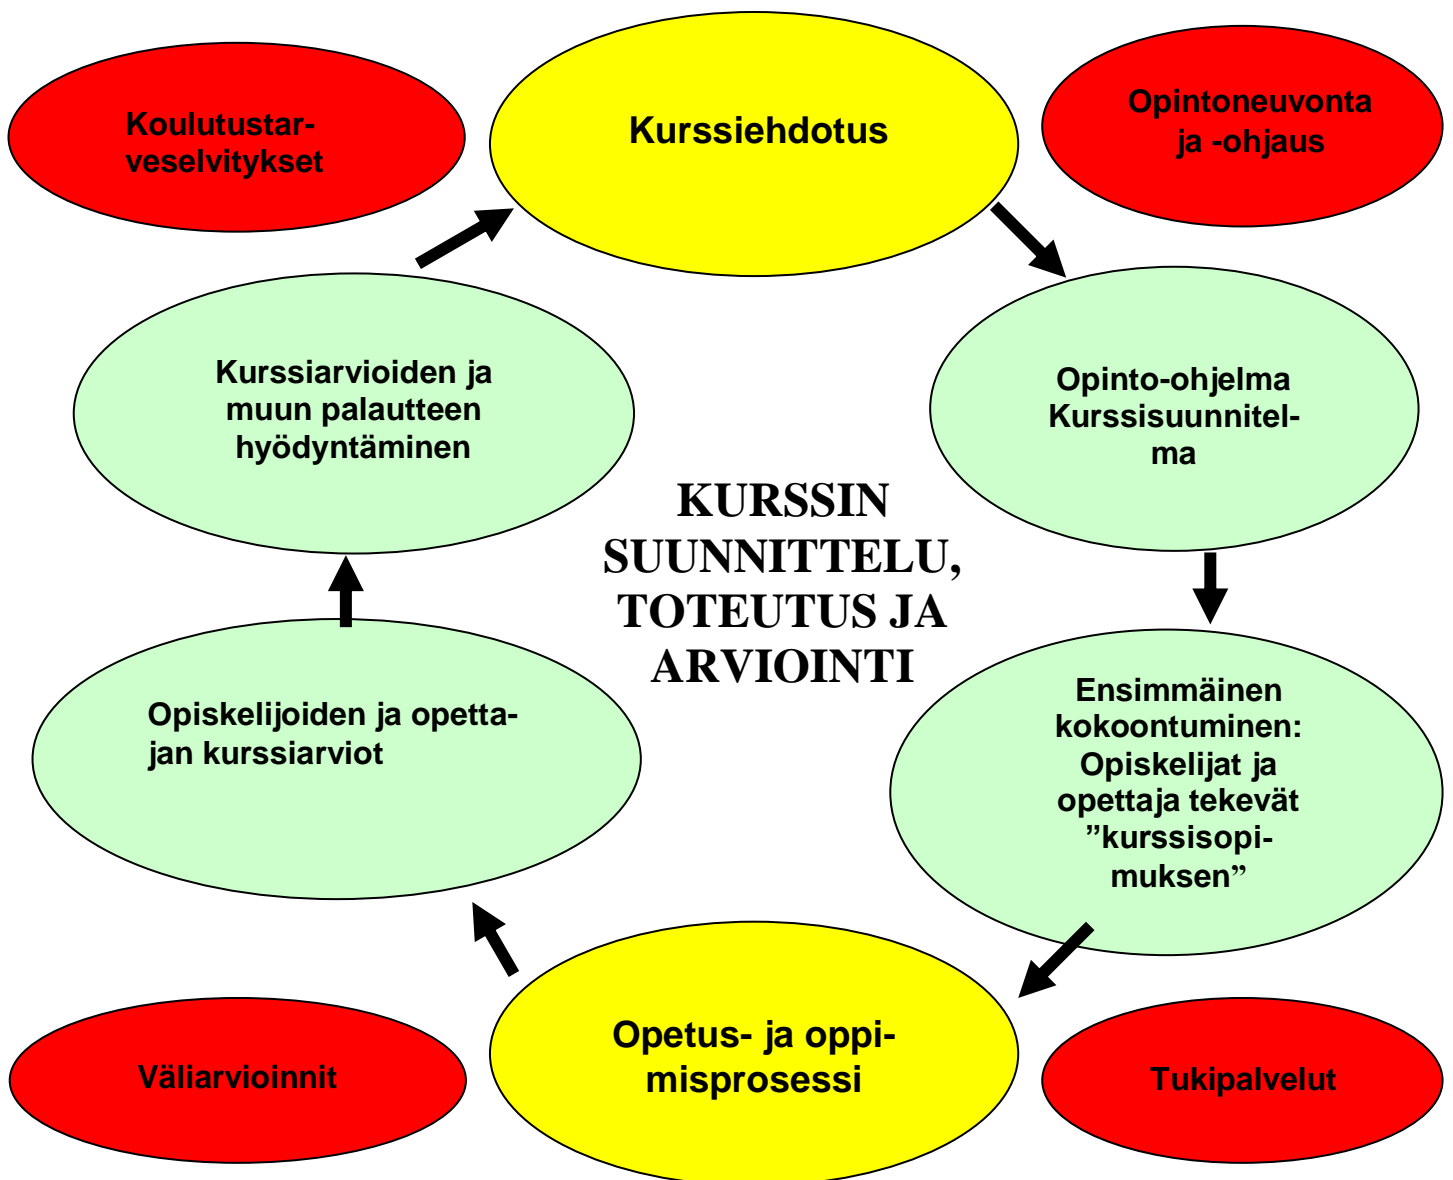 Koulutustar-
veselvitykset
Kurssiehdotus
Opintoneuvonta
ja -ohjaus
Kurssiarvioiden ja
muun palautteen
hyödyntäminen
Opinto-ohjelma
Kurssisuunnitel-
ma
KURSSIN
SUUNNITTELU,
TOTEUTUS JA
ARVIOINTI
Opiskelijoiden ja opetta-
jan kurssiarviot
Ensimmäinen
kokoontuminen:
Opiskelijat ja
opettaja tekevät
”kurssisopi-
muksen”
Väliarvioinnit
Opetus- ja oppi-
misprosessi
Tukipalvelut